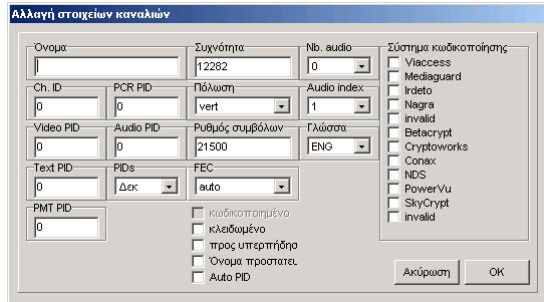 Αλλαγή στοιχείων καναλιών
Όνομα
Συχνότητα
12282
Nb. audio
0
Σύστημα κωδικοποίησης
Viaccess
Mediaguard
Irdeto
Nagra
invalid
Betacrypt
Cryptoworks
Conax
NDS
PowerVu
SkyCrypt
invalid
Ch. ID
0
PCR PID
0
Πόλωση
vert
Audio index
1
Video PID
0
Audio PID
0
Ρυθμός συμβόλων
21500
Γλώσσα
ENG
Text PID
0
PIDs
Δεκ
FEC
auto
PMT PID
0
κωδικοποιημένο
κλειδωμένο
προς υπερπήδησ
Όνομα προστατευ
Auto PID
Ακύρωση
OK